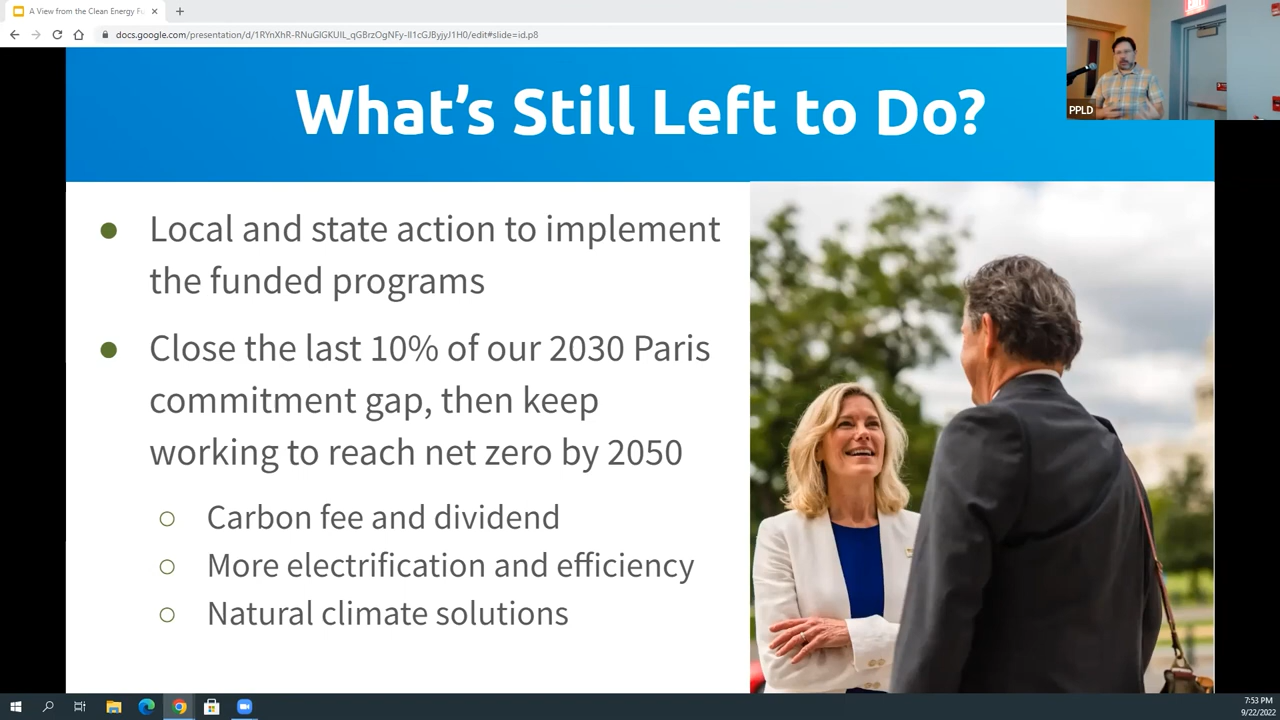 A View from the Clean Energy Fu
docs.google.com/presentation/d/1RYnXhR-RNuGlGKUIL_qGBrzOgNFy-lI1cGJByjyJ1H0/edit#slide=id.p8
EXIT
PPLD
What's Still Left to Do?
Local and state action to implement
the funded programs
Close the last 10% of our 2030 Paris
commitment gap, then keep
working to reach net zero by 2050
Carbon fee and dividend
More electrification and efficiency
Natural climate solutions
7:53 PM
9/22/2022